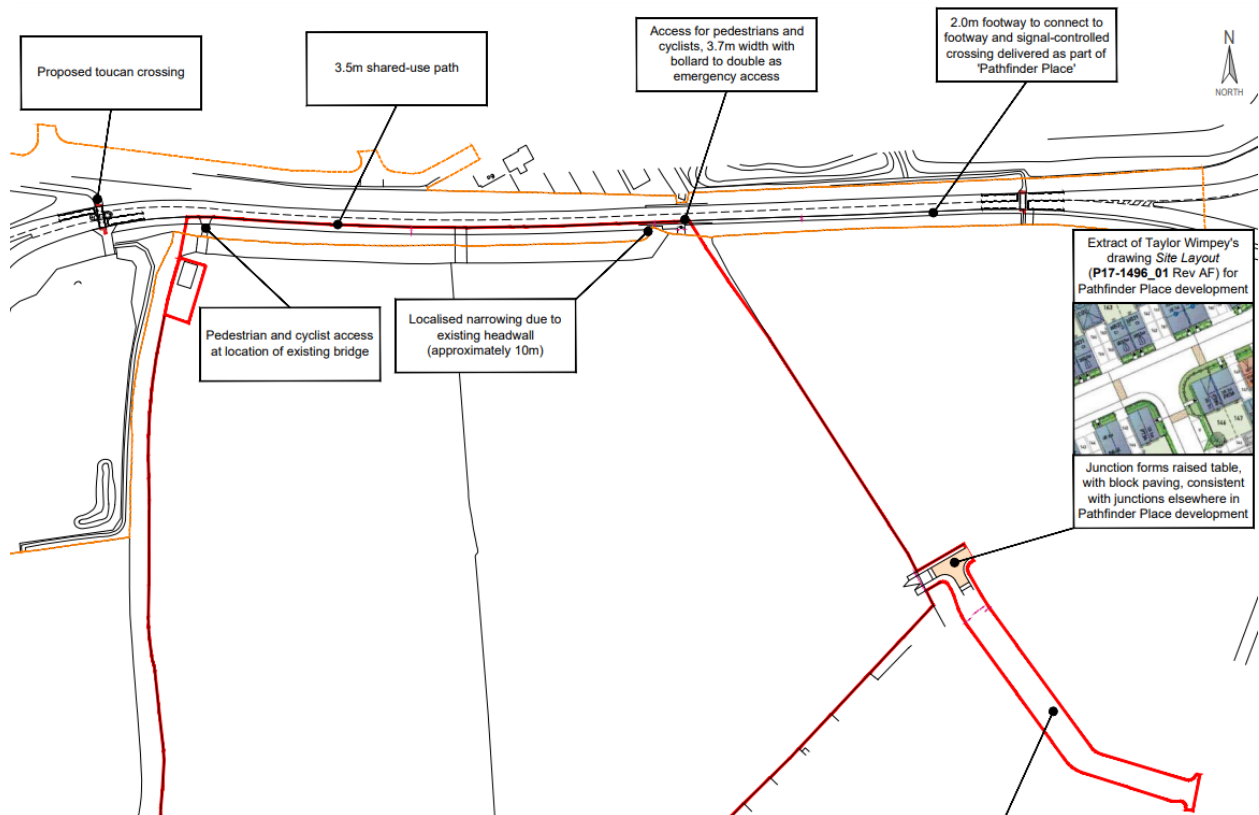 Proposed toucan crossing
3.5m shared-use path
Access for pedestrians and
cyclists, 3.7m width with
bollard to double as
emergency access
2.0m footway to connect to
footway and signal-controlled
crossing delivered as part of
'Pathfinder Place'
N
NORTH
Pedestrian and cyclist access
at location of existing bridge
Localised narrowing due to
existing headwall
(approximately 10m)
Extract of Taylor Wimpey's
drawing Site Layout
(P17-1496_01 Rev AF) for
Pathfinder Place development
Junction forms raised table,
with block paving, consistent
with junctions elsewhere in
Pathfinder Place development